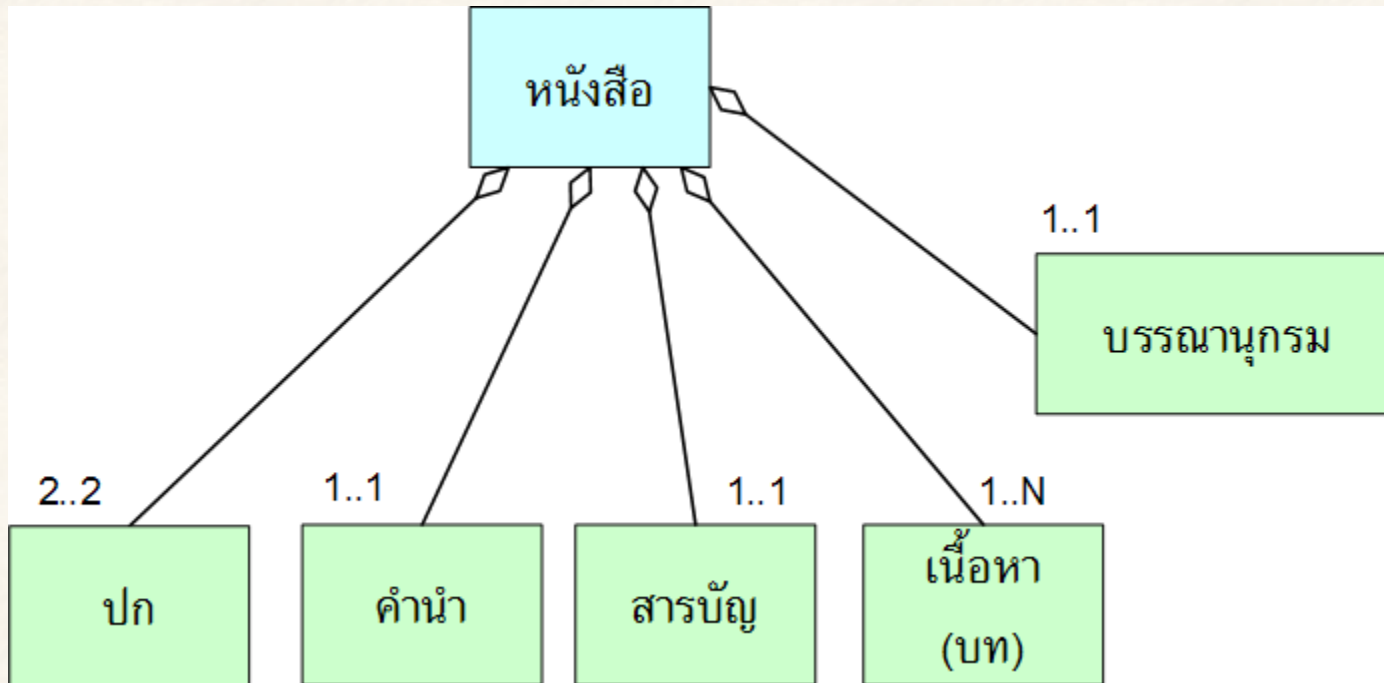 หนังสือ
1..1
บรรณานุกรม
2..2
1..1
1..1
1..N
ปก
คำนำ
สารบัญ
เนื้อหา
(บท)